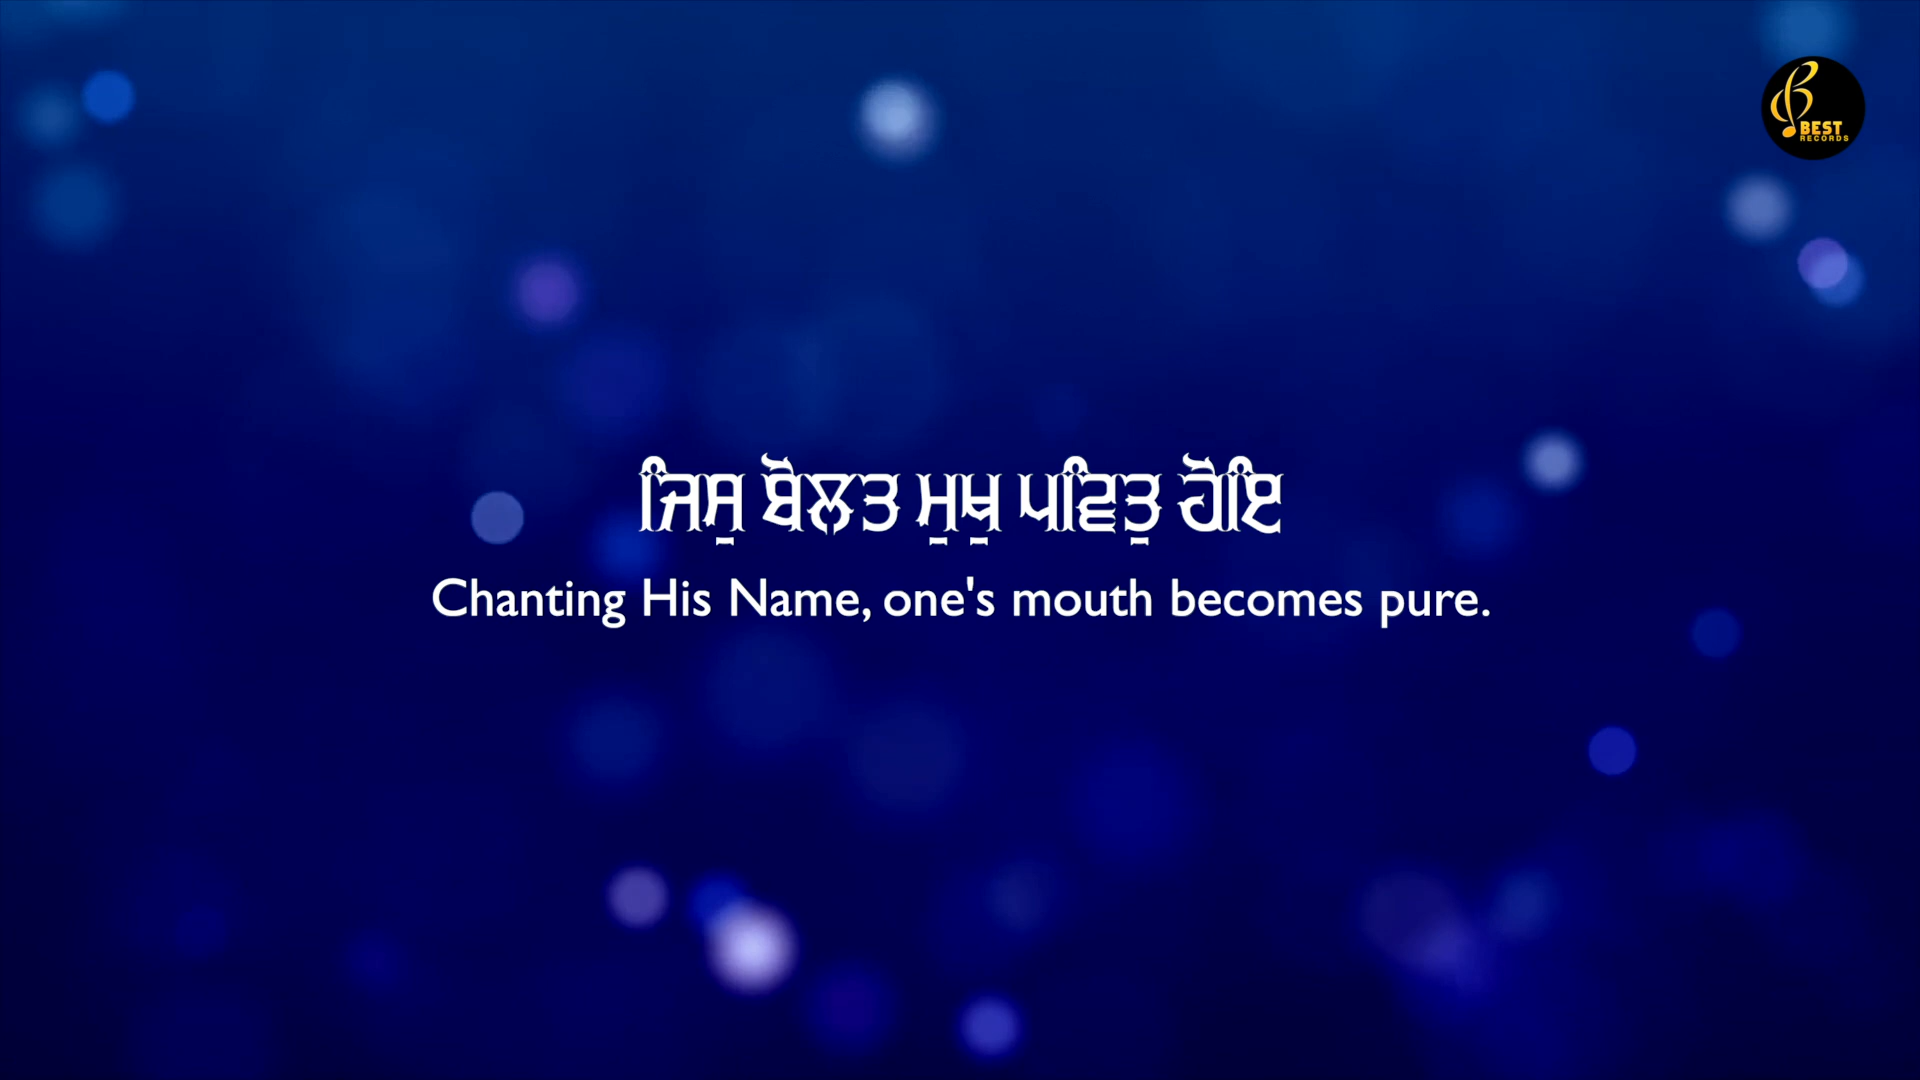 BEST
RECORDS
ਜਿਸੁ ਬੋਲਤ ਮੁਖੁ ਪਵਿਤੁ ਹੋਇ
Chanting His Name, one's mouth becomes pure.